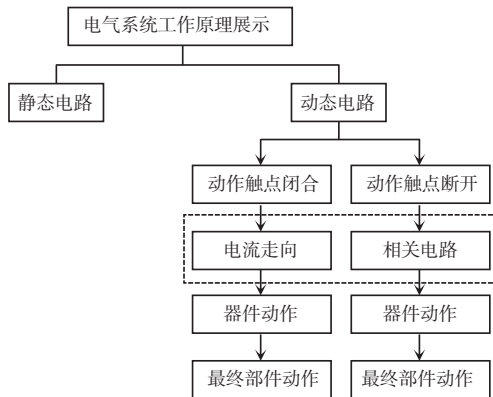 电气系统工作原理展示
静态电路
动态电路
动作触点闭合
动作触点断开
电流走向
相关电路
器件动作
器件动作
最终部件动作
最终部件动作